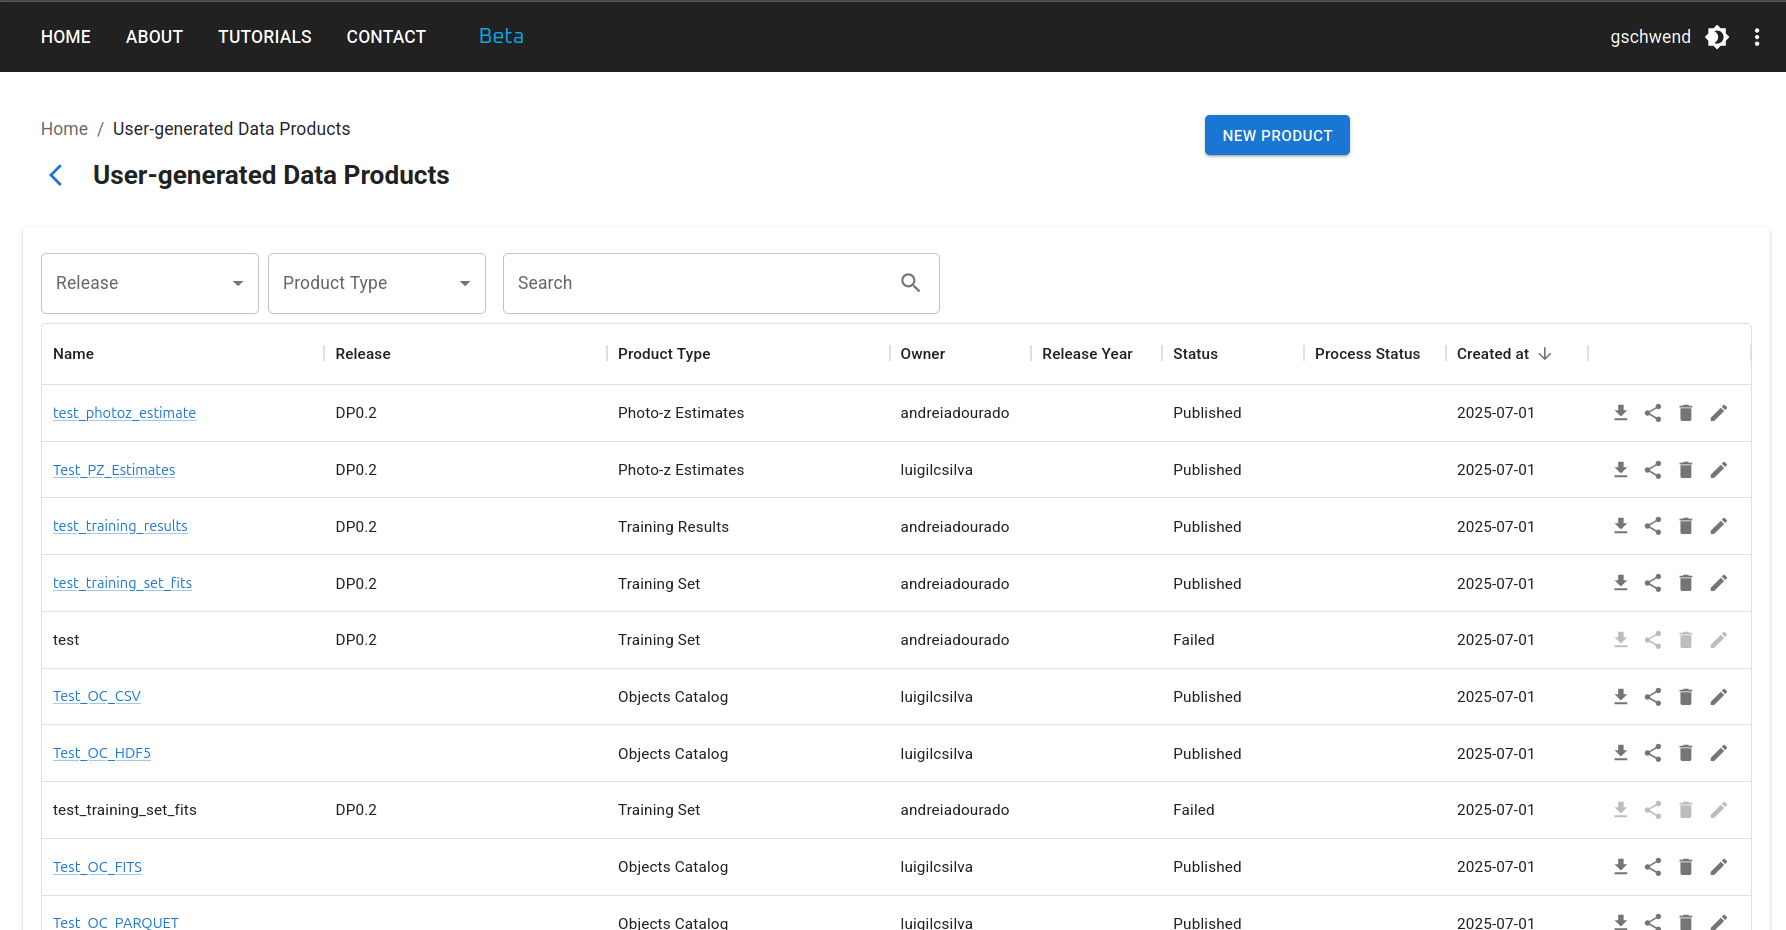 HOME ABOUT TUTORIALS CONTACT Beta gschwend
Home / User-generated Data Products
NEW PRODUCT
User-generated Data Products
Release Product Type Search
Name Release Product Type Owner Release Year Status Process Status Created at
test_photoz_estimate DP0.2 Photo-z Estimates andreiadourado Published 2025-07-01
Test_PZ_Estimates DP0.2 Photo-z Estimates luigilcsilva Published 2025-07-01
test_training_results DP0.2 Training Results andreiadourado Published 2025-07-01
test_training_set_fits DP0.2 Training Set andreiadourado Published 2025-07-01
test DP0.2 Training Set andreiadourado Failed 2025-07-01
Test_OC_CSV Objects Catalog luigilcsilva Published 2025-07-01
Test_OC_HDF5 Objects Catalog luigilcsilva Published 2025-07-01
test_training_set_fits DP0.2 Training Set andreiadourado Failed 2025-07-01
Test_OC_FITS Objects Catalog luigilcsilva Published 2025-07-01
Test_OC_PARQUET Objects Catalog luigilcsilva Published 2025-07-01